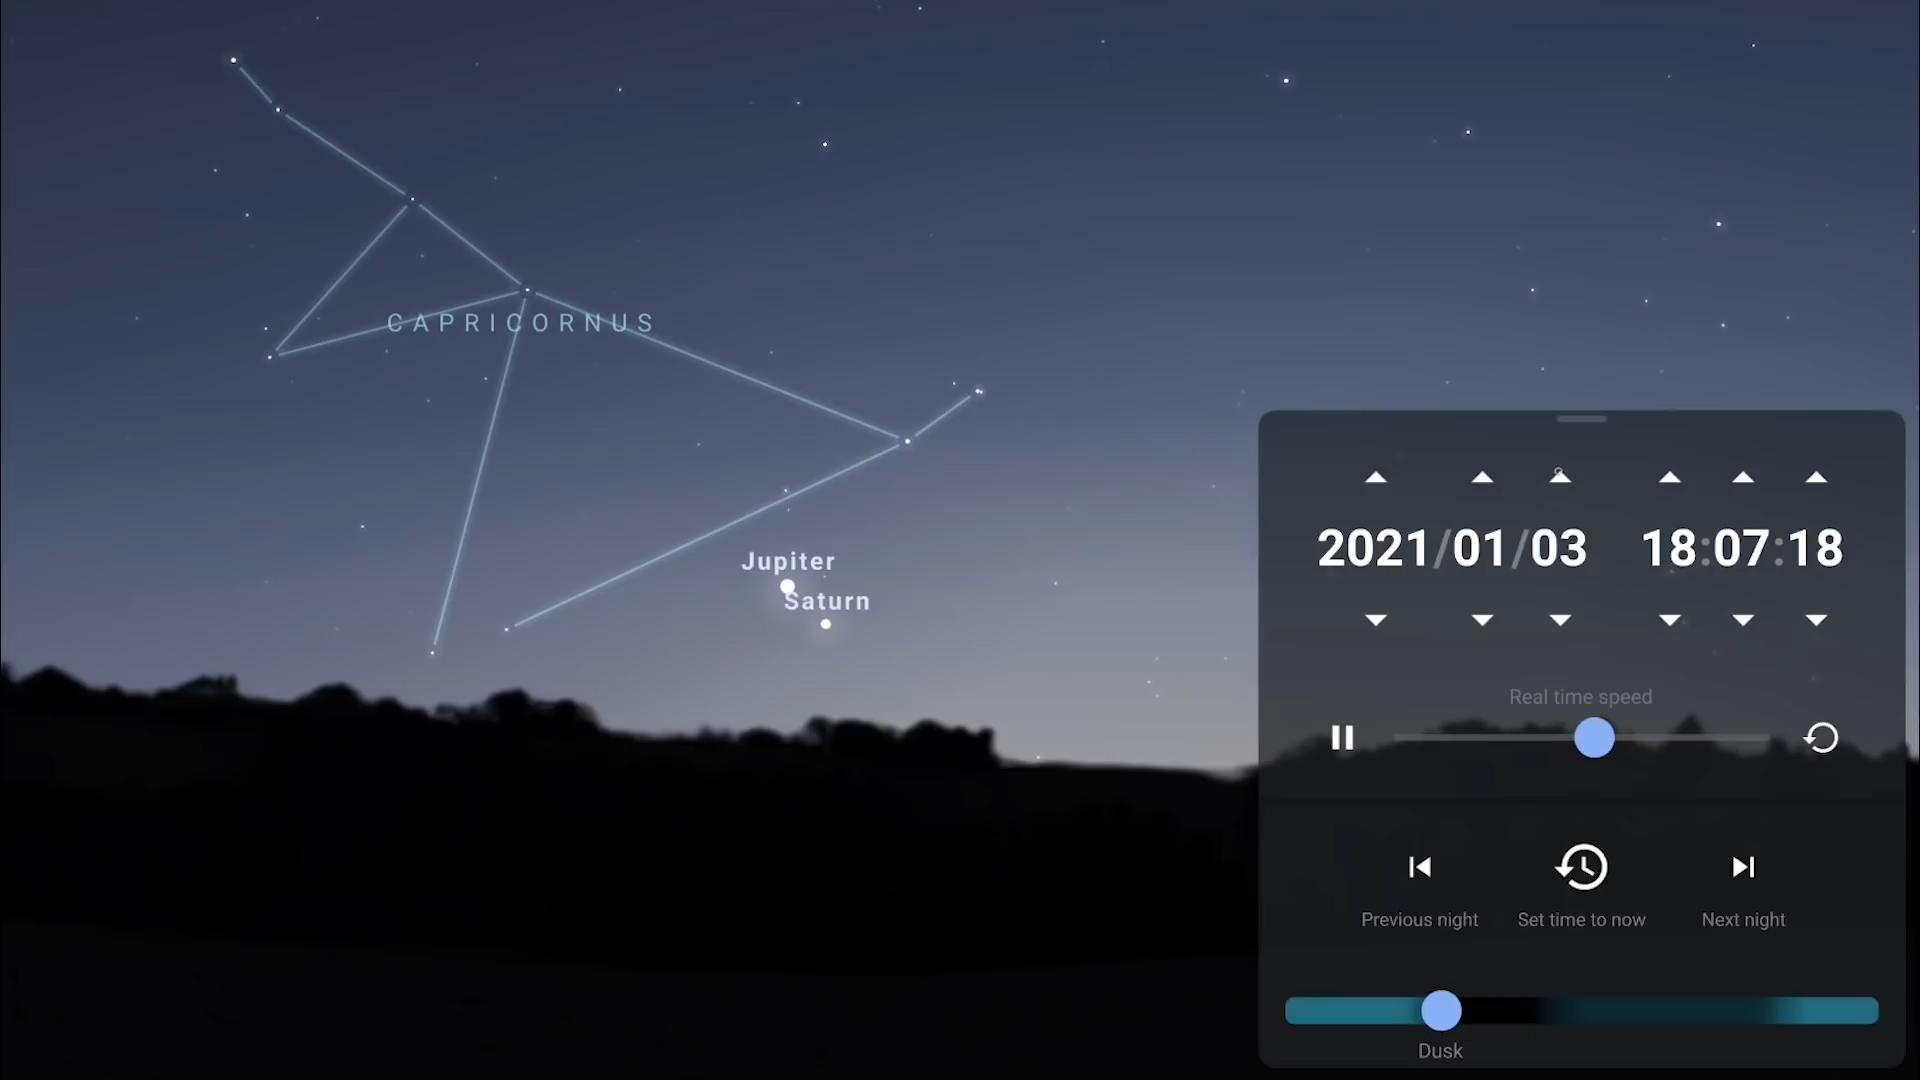 CAPRICORNUS
Jupiter
Saturn
2021/01/03 18:07:18
Real time speed
Previous night Set time to now Next night
Dusk